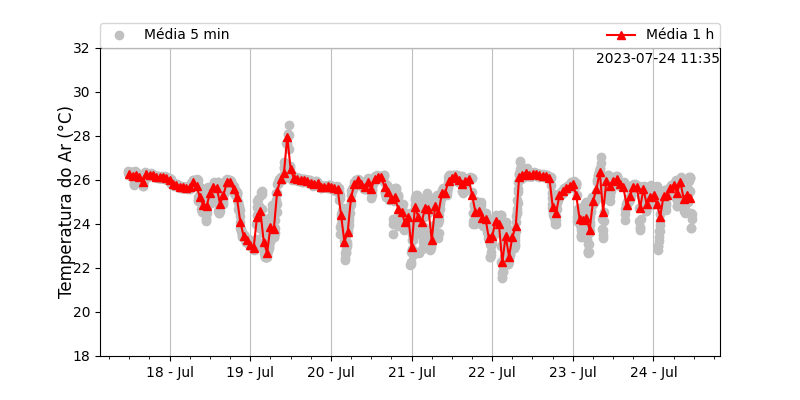 Média 5 min
Média 1 h
2023-07-24 11:35
Temperatura do Ar (°C)
32
30
28
26
24
22
20
18
18 - Jul
19 - Jul
20 - Jul
21 - Jul
22 - Jul
23 - Jul
24 - Jul